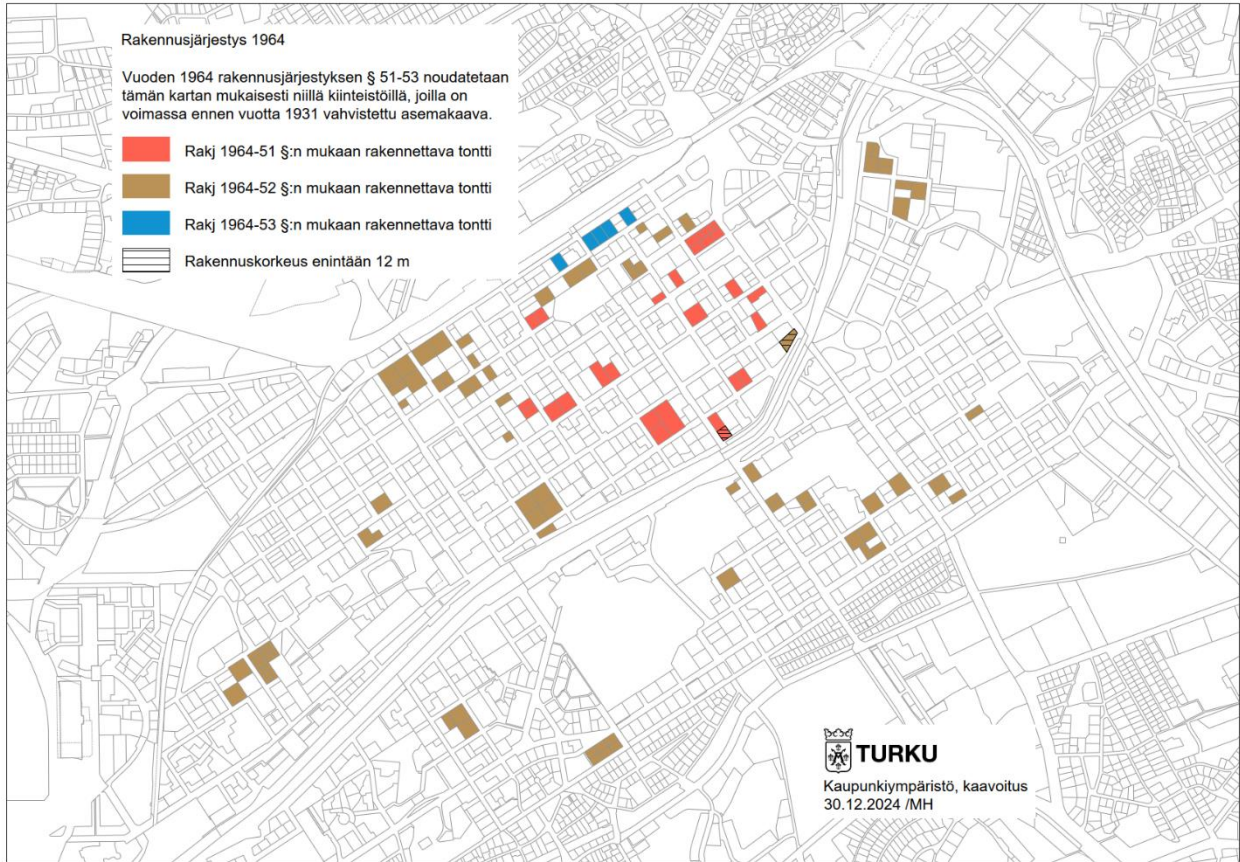 Rakennusjärjestys 1964
Vuoden 1964 rakennusjärjestyksen § 51-53 noudatetaan
tämän kartan mukaisesti niillä kiinteistöillä, joilla on
voimassa ennen vuotta 1931 vahvistettu asemakaava.
Rakj 1964-51 §:n mukaan rakennettava tontti
Rakj 1964-52 §:n mukaan rakennettava tontti
Rakj 1964-53 §:n mukaan rakennettava tontti
Rakennuskorkeus enintään 12 m
TURKU
Kaupunkiympäristö, kaavoitus
30.12.2024 /MH